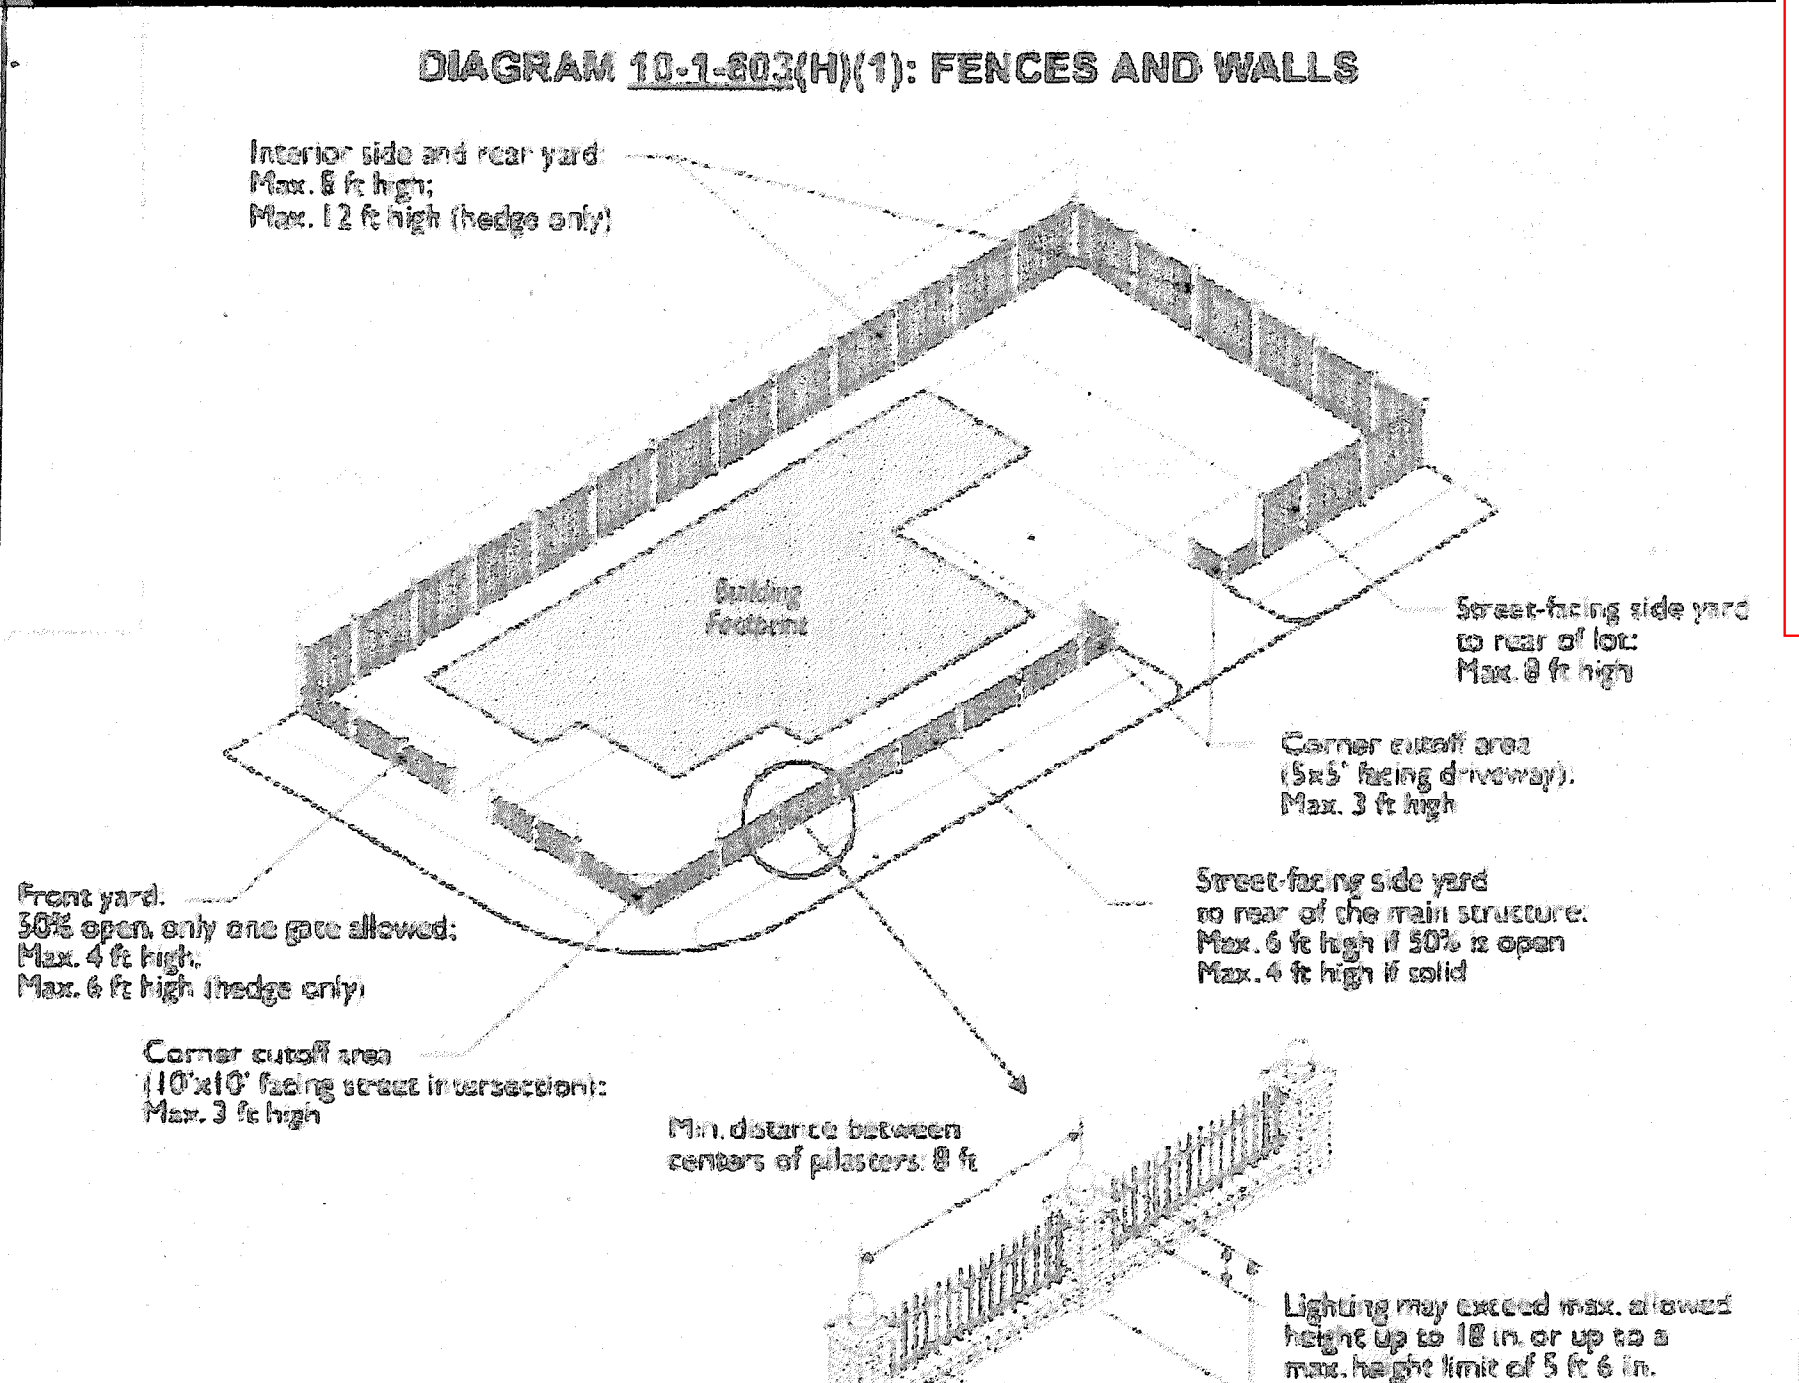 DIAGRAM 10-1-603(H)(1): FENCES AND WALLS
Interior side and rear yard:
Max. 8 ft high;
Max. 12 ft high (hedge only)
Building
Footprint
Street-facing side yard
to rear of lot:
Max. 8 ft high
Corner cutoff area
(5x5' facing driveway):
Max. 3 ft high
Front yard:
50% open, only one gate allowed;
Max. 4 ft high;
Max. 6 ft high (hedge only)
Street-facing side yard
to rear of the main structure:
Max. 6 ft high if 50% is open
Max. 4 ft high if solid
Corner cutoff area
(10'x10' facing street intersection):
Max. 3 ft high
Min. distance between
centers of pilasters: 8 ft
Lighting may exceed max. allowed
height up to 18 in. or up to a
max. height limit of 5 ft 6 in.